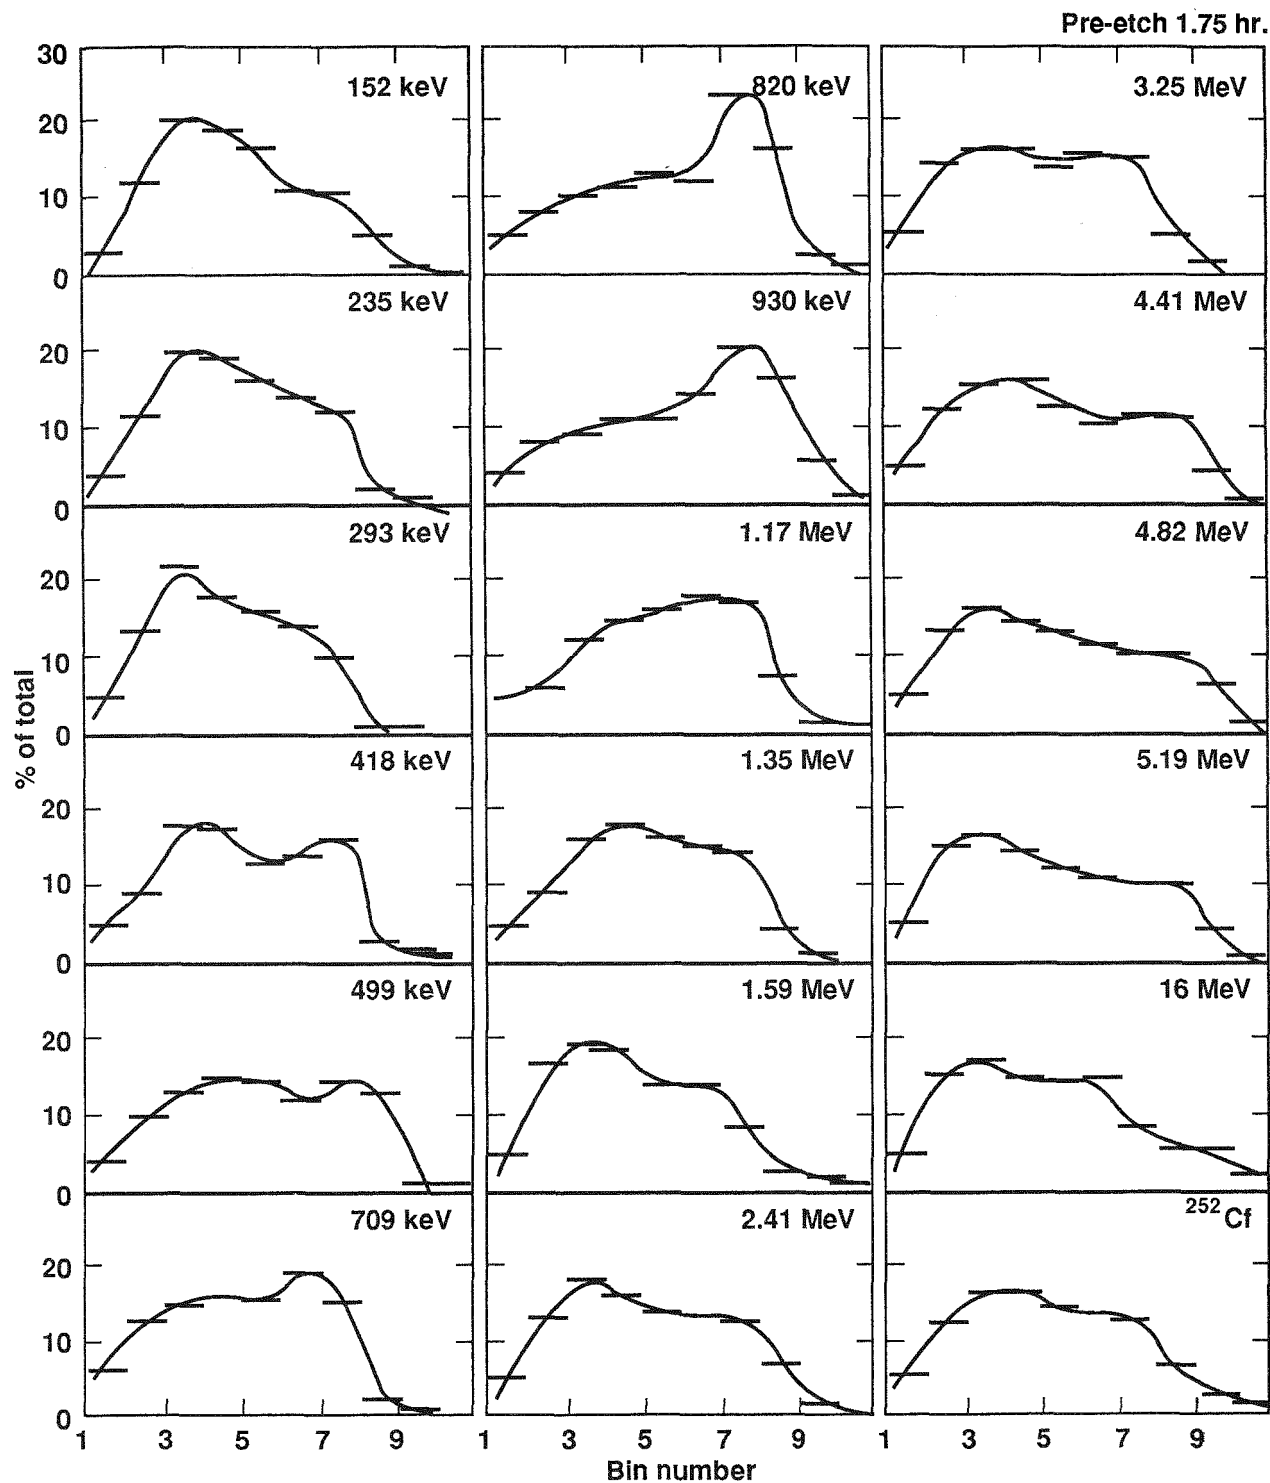 Pre-etch 1.75 hr.
30
20
10
0
20
10
0
20
10
0
20
10
0
20
10
0
20
10
0
% of total
152 keV
820 keV
3.25 MeV
235 keV
930 keV
4.41 MeV
293 keV
1.17 MeV
4.82 MeV
418 keV
1.35 MeV
5.19 MeV
499 keV
1.59 MeV
16 MeV
709 keV
2.41 MeV
252Cf
1 3 5 7 9
1 3 5 7 9
1 3 5 7 9
Bin number